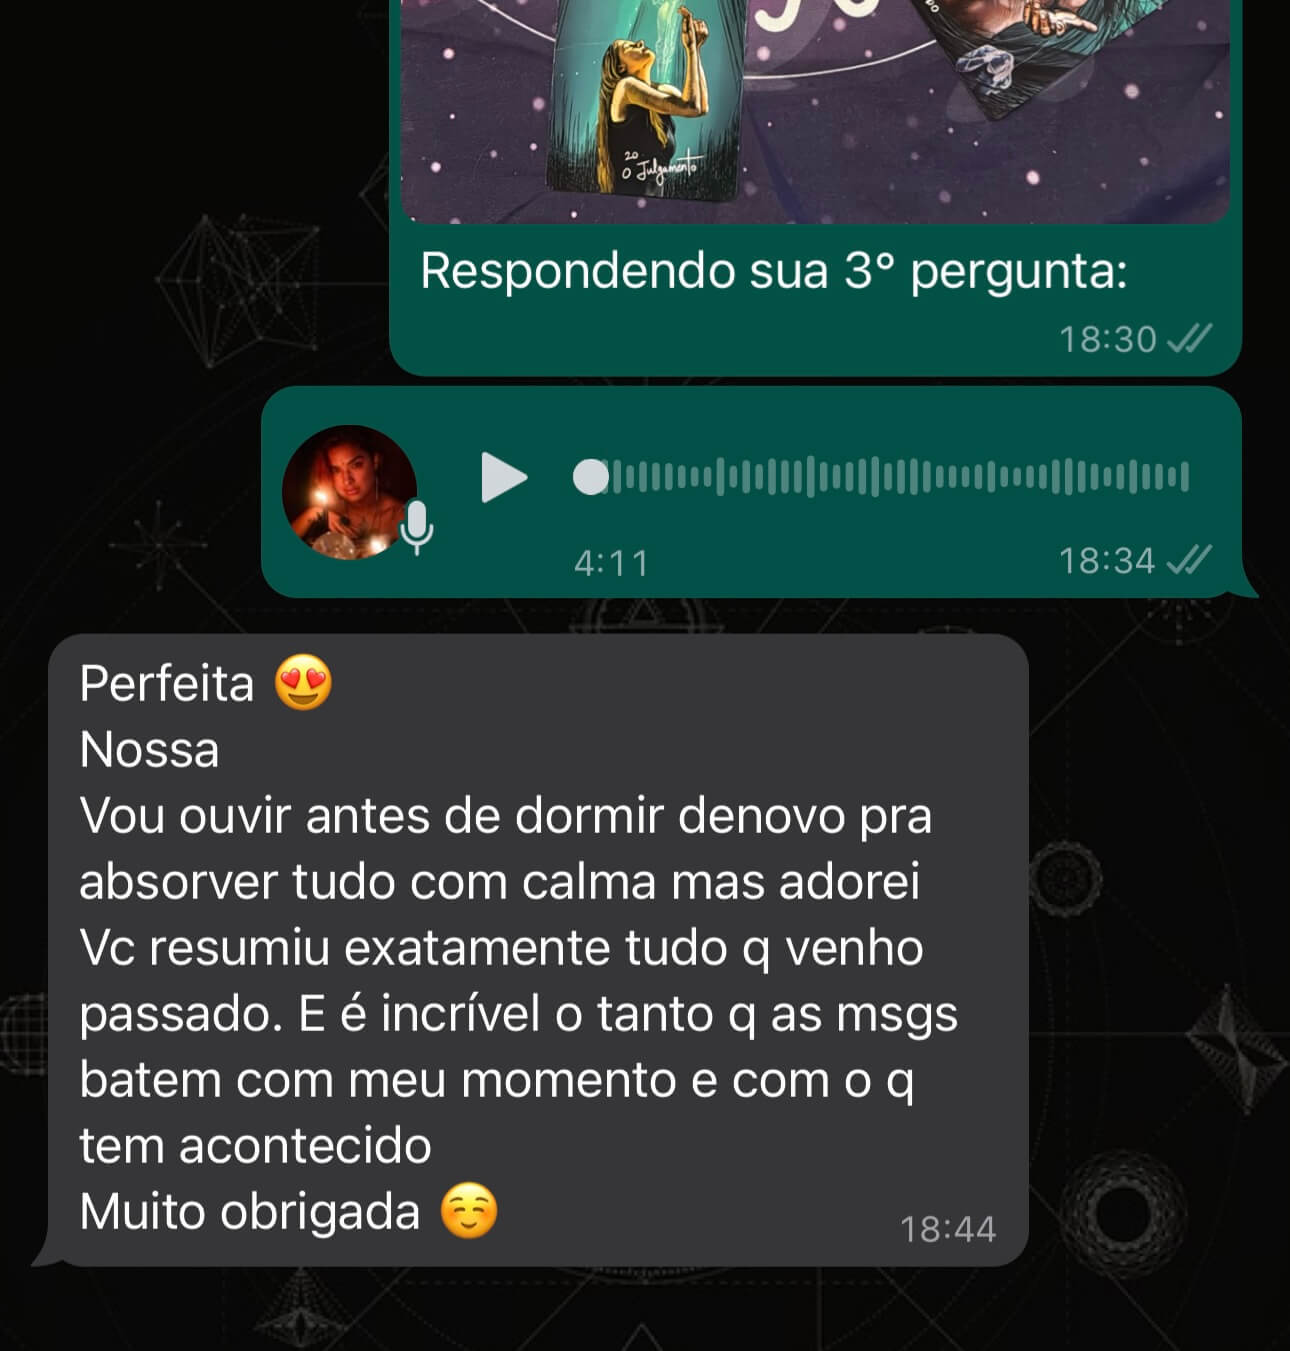 20
O Julgamento
Respondendo sua 3° pergunta:
18:30
4:11
18:34
Perfeita 😍
Nossa
Vou ouvir antes de dormir denovo pra
absorver tudo com calma mas adorei
Vc resumiu exatamente tudo q venho
passado. E é incrível o tanto q as msgs
batem com meu momento e com o q
tem acontecido
Muito obrigada ☺️
18:44